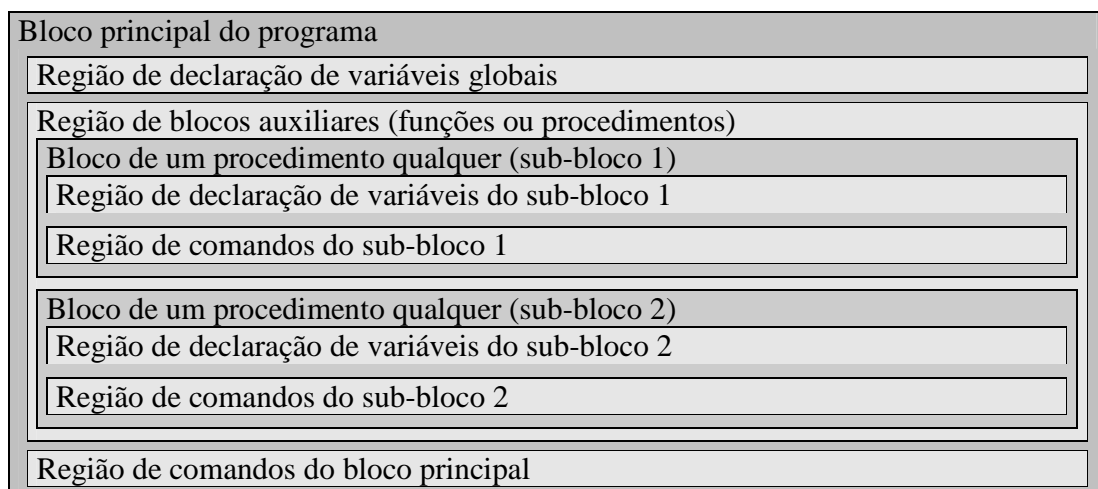 Bloco principal do programa
Região de declaração de variáveis globais
Região de blocos auxiliares (funções ou procedimentos)
Bloco de um procedimento qualquer (sub-bloco 1)
Região de declaração de variáveis do sub-bloco 1
Região de comandos do sub-bloco 1
Bloco de um procedimento qualquer (sub-bloco 2)
Região de declaração de variáveis do sub-bloco 2
Região de comandos do sub-bloco 2
Região de comandos do bloco principal